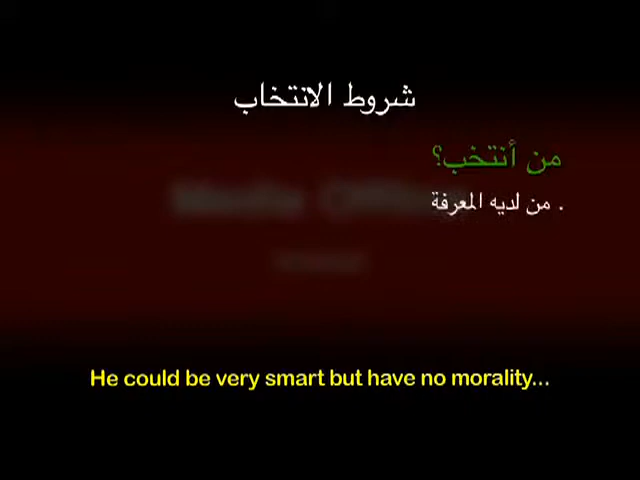 شروط الانتخاب
من أنتخب؟
. من لديه المعرفة
He could be very smart but have no morality...